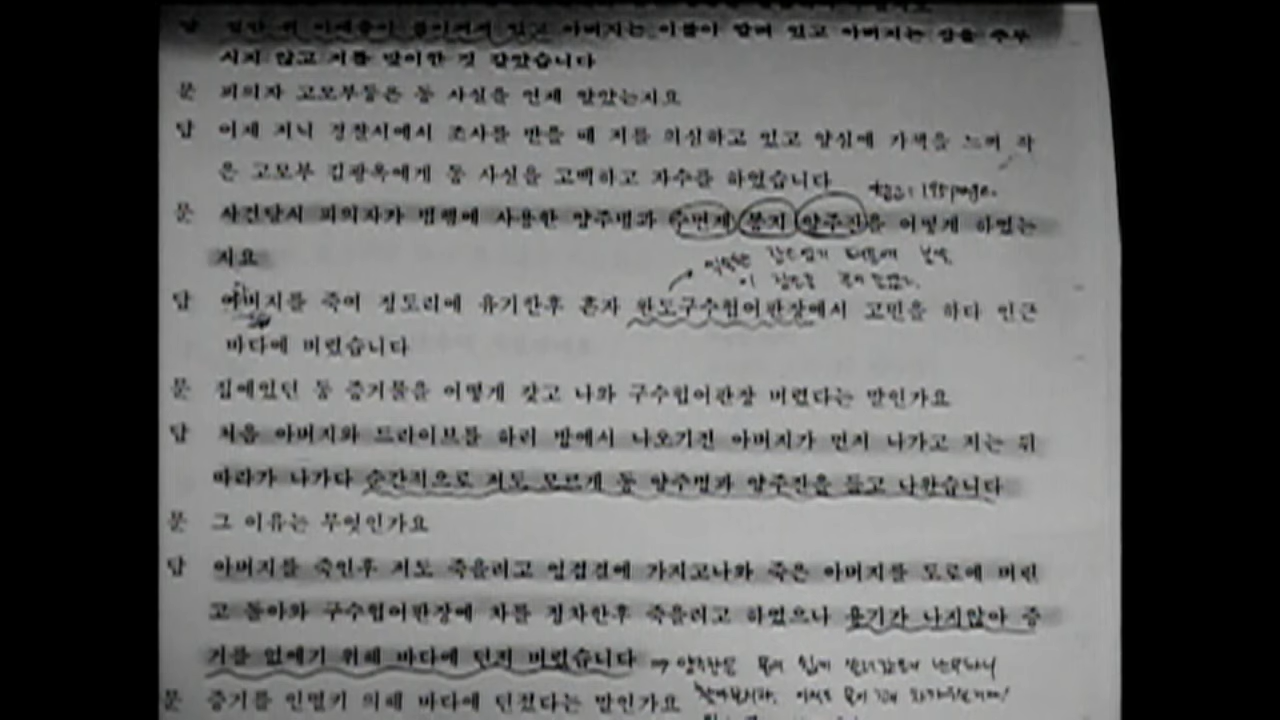 시지 않고 저를 맞이한 것 같았습니다
문 피의자 고모부등은 동 사실을 언제 알았는지요
답 어제 저녁 경찰서에서 조사를 받을 때 저를 의심하고 있고 양심에 가책을 느껴 작
은 고모부 김광옥에게 동 사실을 고백하고 자수를 하였습니다
문 사건당시 피의자가 범행에 사용한 양주병과 수면제 봉지 양주잔을 어떻게 하였는
지요
답 아버지를 죽여 정도리에 유기한후 혼자 완도구수협어판장에서 고민을 하다 인근
바다에 버렸습니다
문 집에있던 동 증거물을 어떻게 갖고 나와 구수협어판장 버렸다는 말인가요
답 처음 아버지와 드라이브를 하러 방에서 나오기전 아버지가 먼저 나가고 저는 뒤
따라가 나가다 순간적으로 저도 모르게 동 양주병과 양주잔을 들고 나왔습니다
문 그 이유는 무엇인가요
답 아버지를 죽인후 저도 죽을려고 엉겁결에 가지고나와 죽은 아버지를 도로에 버린
고 돌아와 구수협어판장에 차를 정차한후 죽을려고 하였으나 용기가 나지않아 증
거를 없애기 위해 바다에 던져 버렸습니다
문 증거를 인멸키 의해 바다에 던졌다는 말인가요